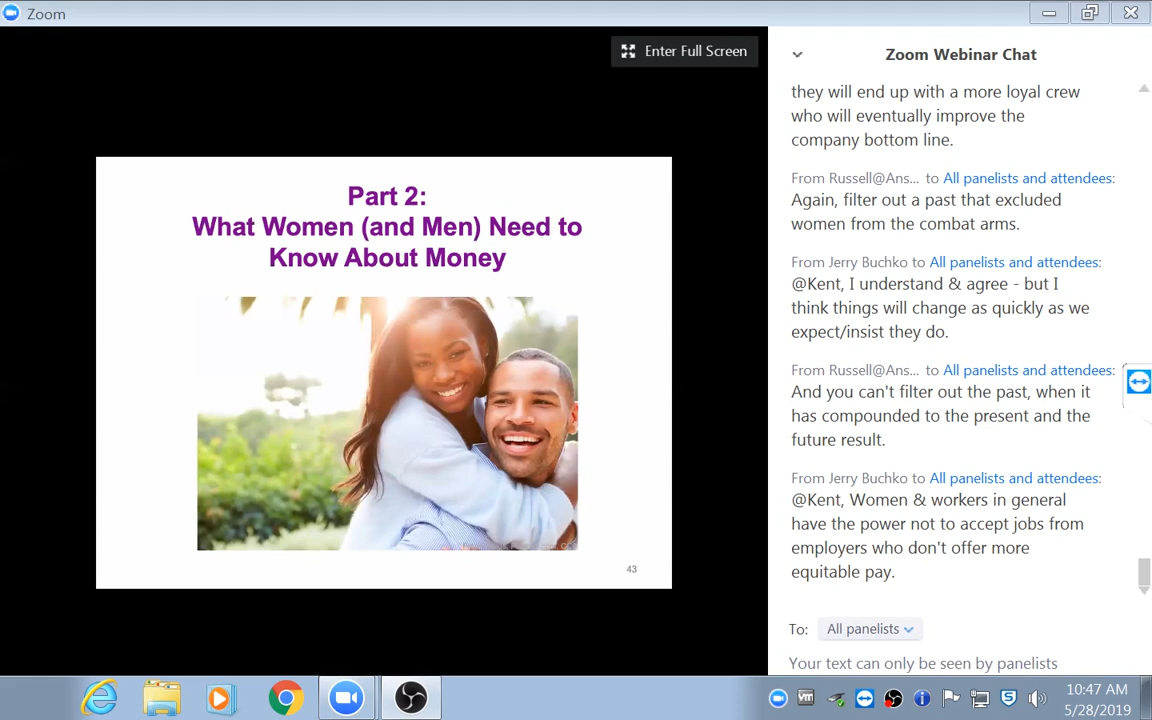 Zoom
Enter Full Screen
Part 2:
What Women (and Men) Need to
Know About Money
43
Zoom Webinar Chat
they will end up with a more loyal crew
who will eventually improve the
company bottom line.
From Russell@Ans... to All panelists and attendees:
Again, filter out a past that excluded
women from the combat arms.
From Jerry Buchko to All panelists and attendees:
@Kent, I understand & agree - but I
think things will change as quickly as we
expect/insist they do.
From Russell@Ans... to All panelists and attendees:
And you can't filter out the past, when it
has compounded to the present and the
future result.
From Jerry Buchko to All panelists and attendees:
@Kent, Women & workers in general
have the power not to accept jobs from
employers who don't offer more
equitable pay.
To: All panelists
Your text can only be seen by panelists
10:47 AM
5/28/2019